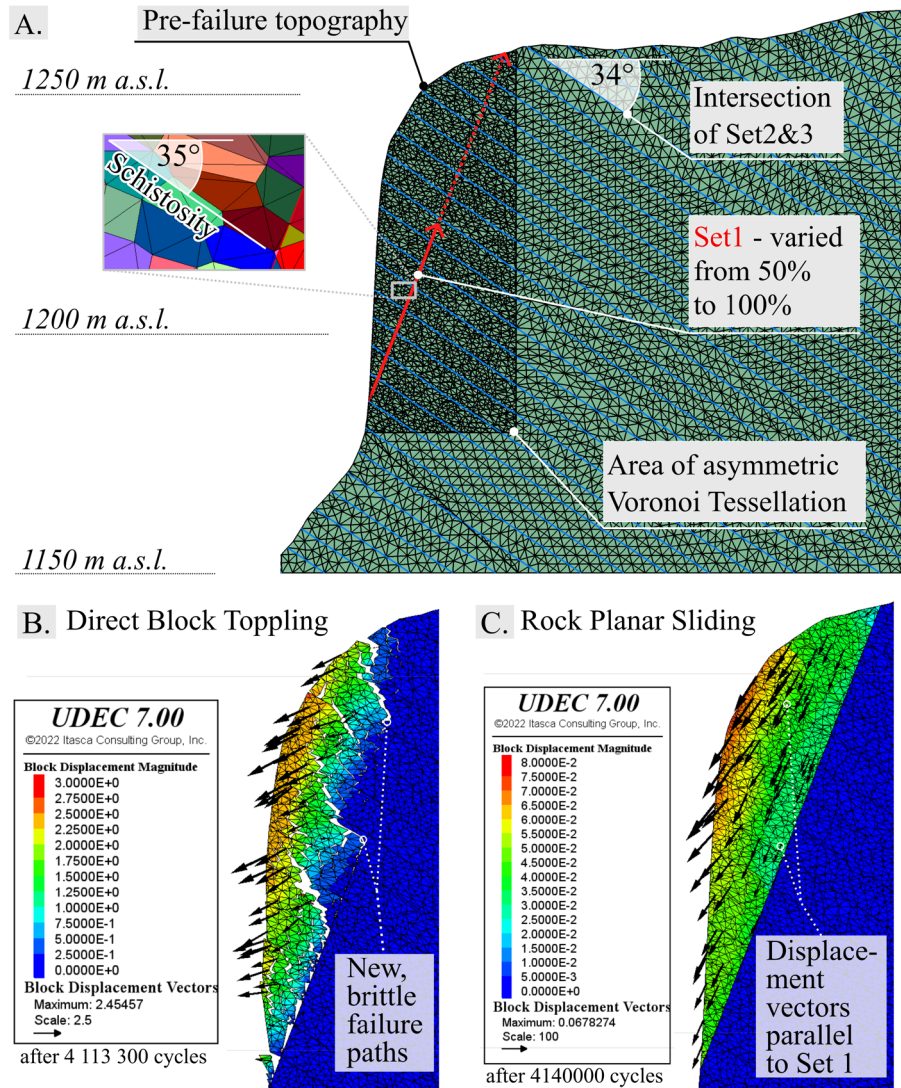 A.
Pre-failure topography
1250 m a.s.l.
34°
Intersection
of Set2&3
35°
Schistosity
Set1 - varied
from 50%
to 100%
1200 m a.s.l.
Area of asymmetric
Voronoi Tessellation
1150 m a.s.l.
B. Direct Block Toppling
UDEC 7.00
©2022 Itasca Consulting Group, Inc.
Block Displacement Magnitude
3.0000E+0
2.7500E+0
2.5000E+0
2.2500E+0
2.0000E+0
1.7500E+0
1.5000E+0
1.2500E+0
1.0000E+0
7.5000E-1
5.0000E-1
2.5000E-1
0.0000E+0
Block Displacement Vectors
Maximum: 2.45457
Scale: 2.5
after 4 113 300 cycles
New,
brittle
failure
paths
C. Rock Planar Sliding
UDEC 7.00
©2022 Itasca Consulting Group, Inc.
Block Displacement Magnitude
8.0000E-2
7.5000E-2
7.0000E-2
6.5000E-2
6.0000E-2
5.5000E-2
5.0000E-2
4.5000E-2
4.0000E-2
3.5000E-2
3.0000E-2
2.5000E-2
2.0000E-2
1.5000E-2
1.0000E-2
5.0000E-3
0.0000E+0
Block Displacement Vectors
Maximum: 0.0678274
Scale: 100
after 4140000 cycles
Displace-
ment
vectors
parallel
to Set 1